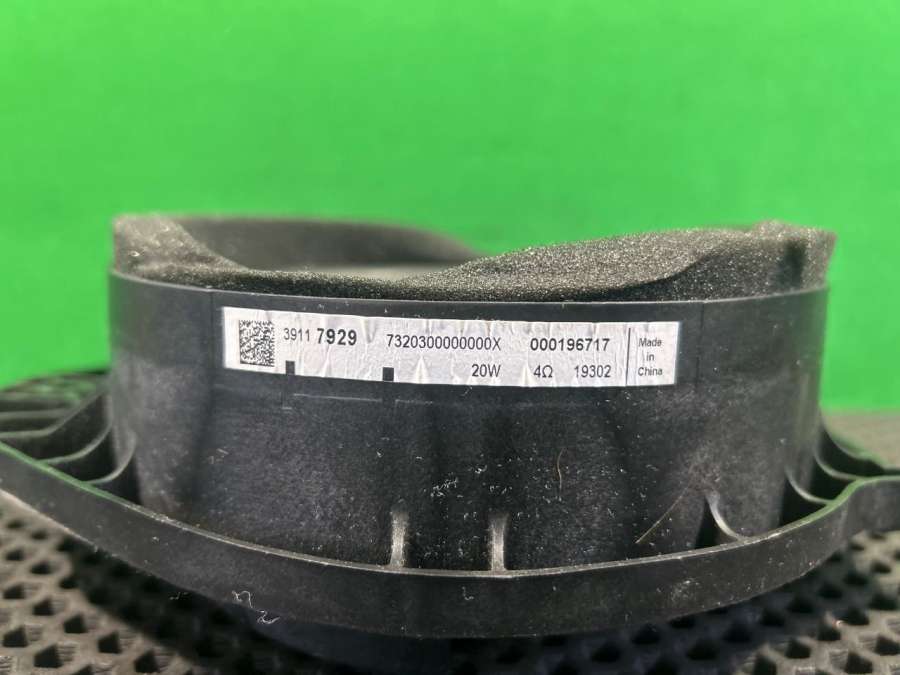 3911 7929 7320300000000X 000196717
20W 4Ω 19302
Made
in
China